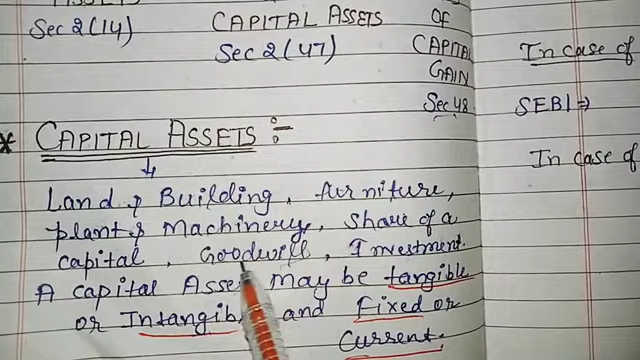 Sec 2(14)
CAPITAL ASSETS
Sec 2(47)
OF
CAPITAL
GAIN
Sec 48
* CAPITAL ASSETS :-
Land & Building, furniture,
plant & Machinery, Share of a
capital, Goodwill, Investment.
A capital Asset may be tangible
or Intangib and Fixed or
Current.
In case of
SEBI ⇒
In case of